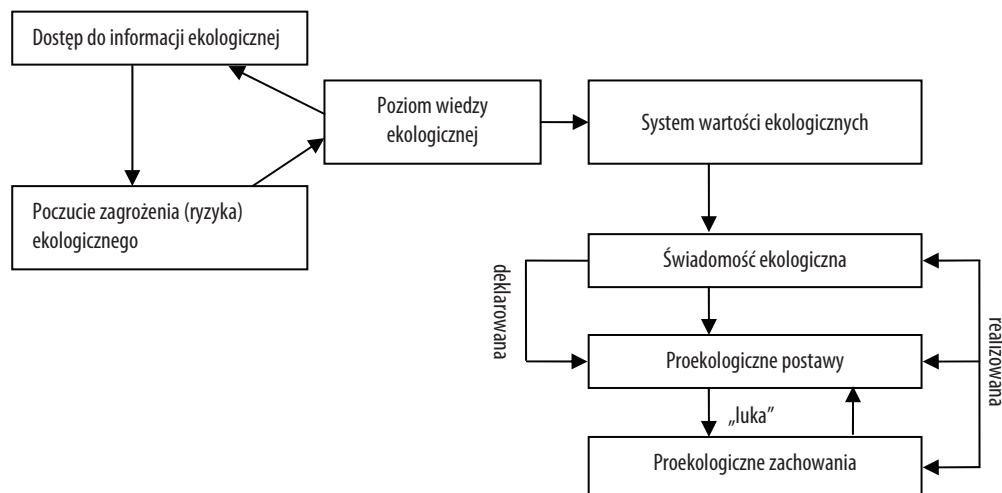 Dostęp do informacji ekologicznej
Poziom wiedzy
ekologicznej
System wartości ekologicznych
Poczucie zagrożenia (ryzyka)
ekologicznego
Świadomość ekologiczna
deklarowana
realizowana
Proekologiczne postawy
„luka”
Proekologiczne zachowania